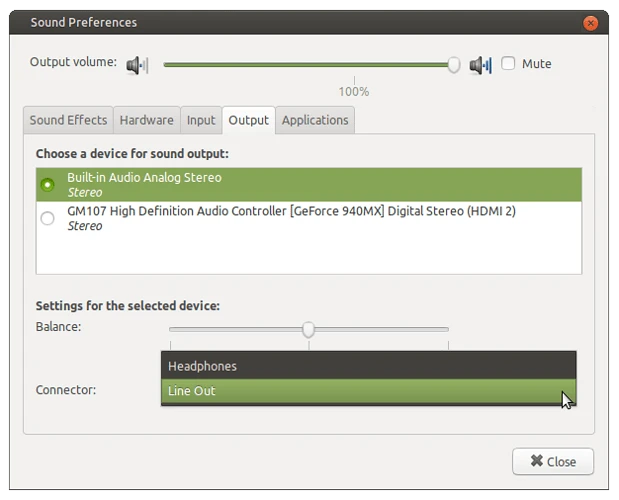 Sound Preferences
Output volume:
Mute
100%
Sound Effects
Hardware
Input
Output
Applications
Choose a device for sound output:
Built-in Audio Analog Stereo
Stereo
GM107 High Definition Audio Controller [GeForce 940MX] Digital Stereo (HDMI 2)
Stereo
Settings for the selected device:
Balance:
Headphones
Connector:
Line Out
Close